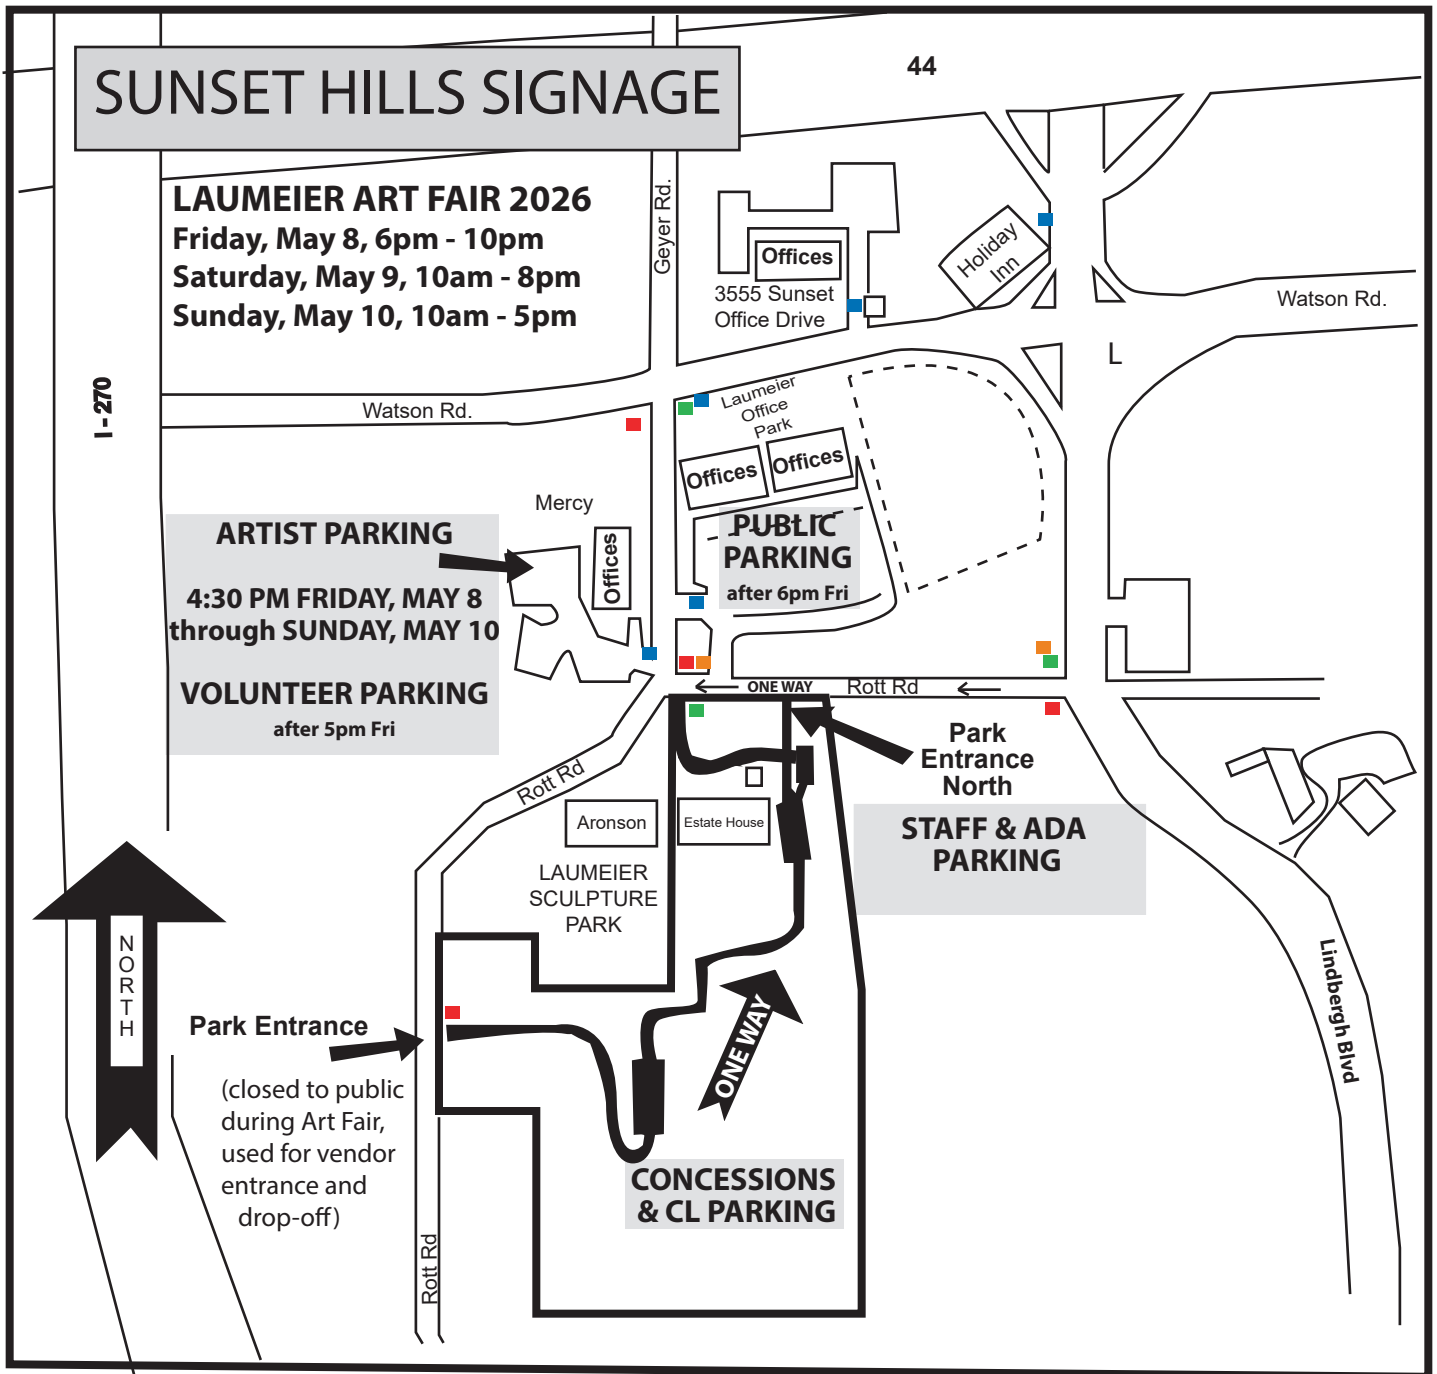 SUNSET HILLS SIGNAGE
44
LAUMEIER ART FAIR 2026
Friday, May 8, 6pm - 10pm
Saturday, May 9, 10am - 8pm
Sunday, May 10, 10am - 5pm
Geyer Rd.
Offices
3555 Sunset
Office Drive
Holiday
Inn
Watson Rd.
L
I - 270
Watson Rd.
Laumeier
Office
Park
Offices
Offices
Mercy
Offices
ARTIST PARKING
4:30 PM FRIDAY, MAY 8
through SUNDAY, MAY 10
VOLUNTEER PARKING
after 5pm Fri
PUBLIC
PARKING
after 6pm Fri
ONE WAY
Rott Rd
Park
Entrance
North
Rott Rd
Aronson
Estate House
STAFF & ADA
PARKING
LAUMEIER
SCULPTURE
PARK
NORTH
Park Entrance
(closed to public
during Art Fair,
used for vendor
entrance and
drop-off)
ONE WAY
Lindbergh Blvd
CONCESSIONS
& CL PARKING
Rott Rd